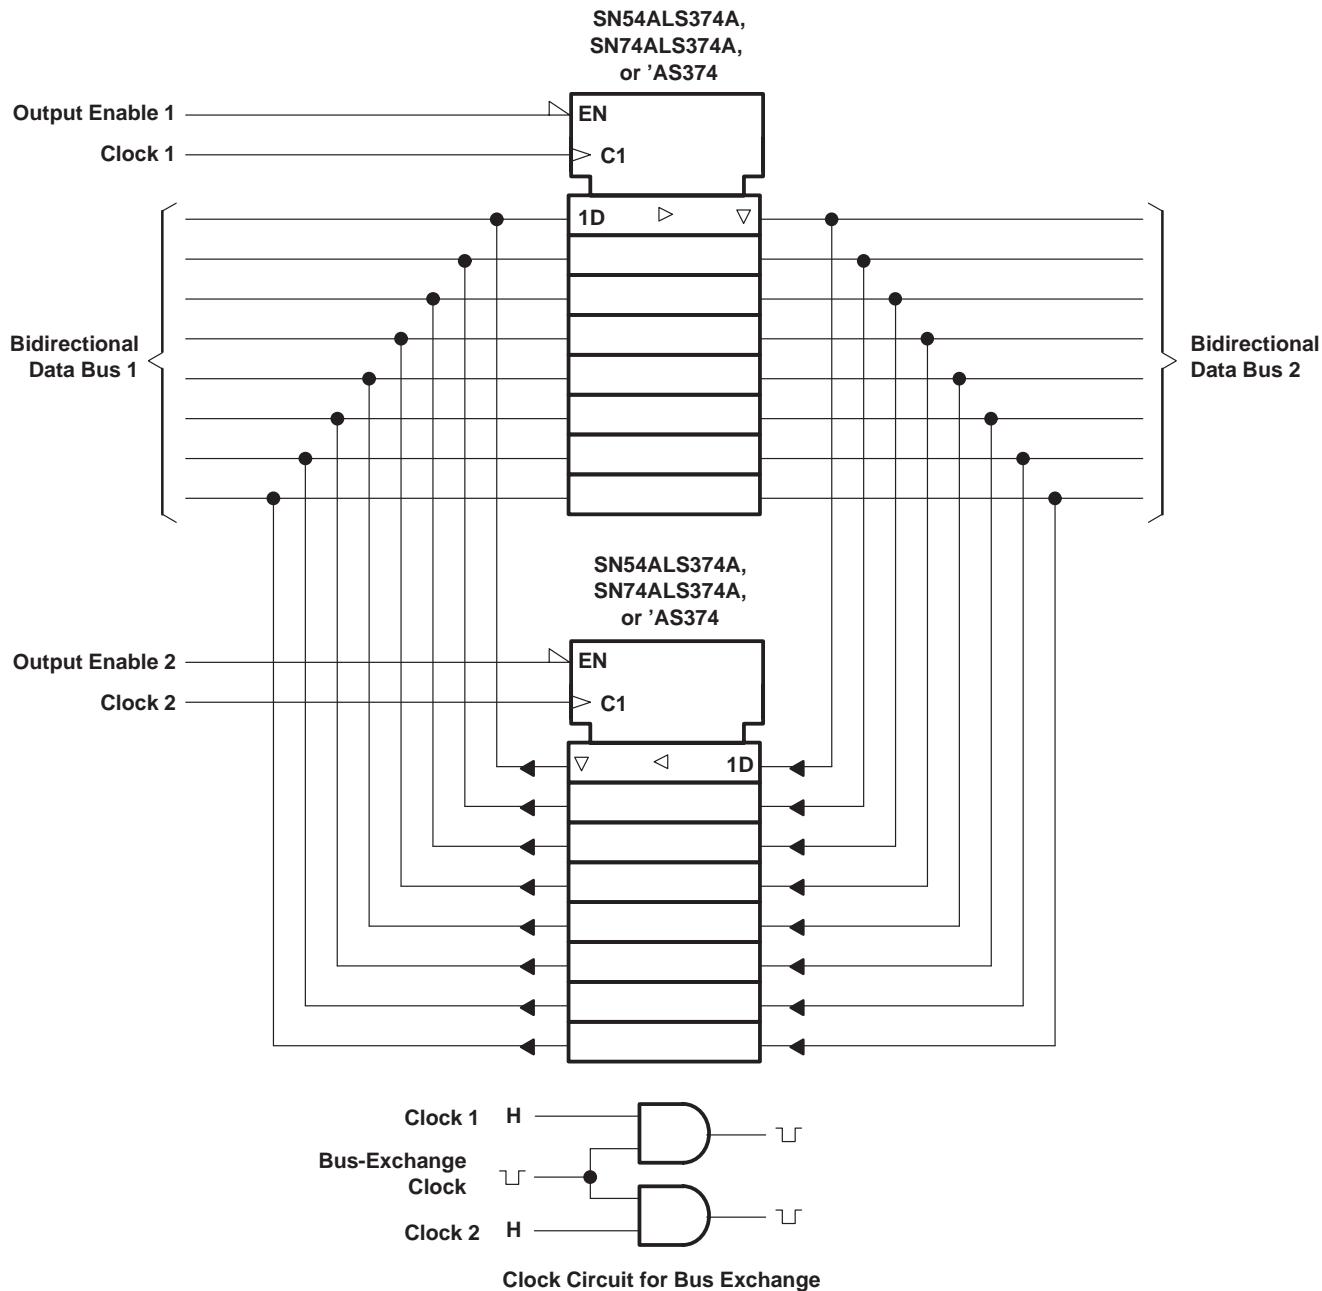 SN54ALS374A,
SN74ALS374A,
or ’AS374
Output Enable 1
EN
Clock 1
C1
1D
Bidirectional
Data Bus 1
Bidirectional
Data Bus 2
SN54ALS374A,
SN74ALS374A,
or ’AS374
Output Enable 2
EN
Clock 2
C1
1D
Clock 1 H
Bus-Exchange
Clock
Clock 2 H
Clock Circuit for Bus Exchange